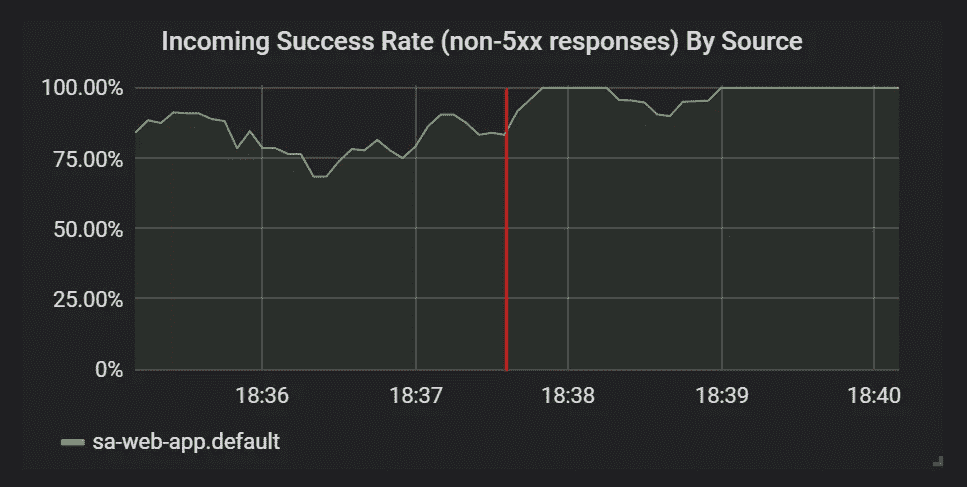 Incoming Success Rate (non-5xx responses) By Source
100.00%
75.00%
50.00%
25.00%
0%
18:36 18:37 18:38 18:39 18:40
sa-web-app.default